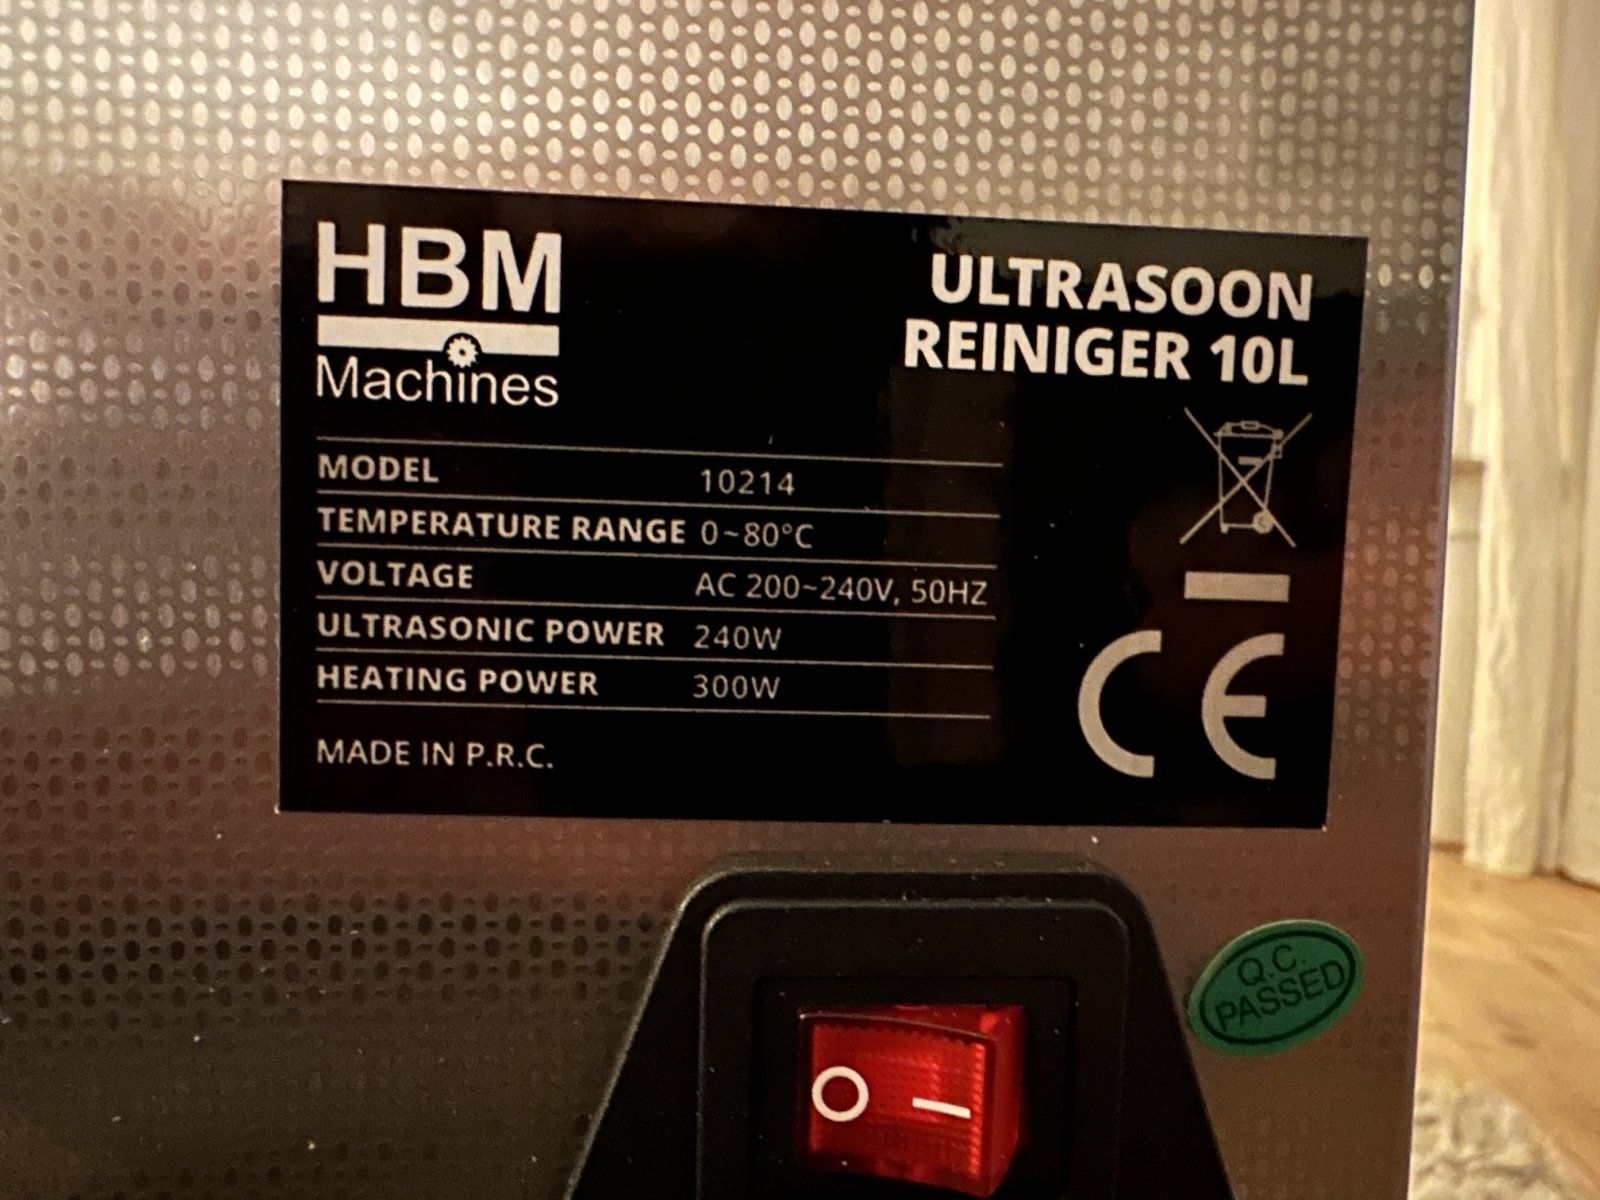 HBM
Machines
ULTRASOON
REINIGER 10L
MODEL 10214
TEMPERATURE RANGE 0~80°C
VOLTAGE AC 200~240V, 50HZ
ULTRASONIC POWER 240W
HEATING POWER 300W
MADE IN P.R.C.
CE
Q.C.
PASSED